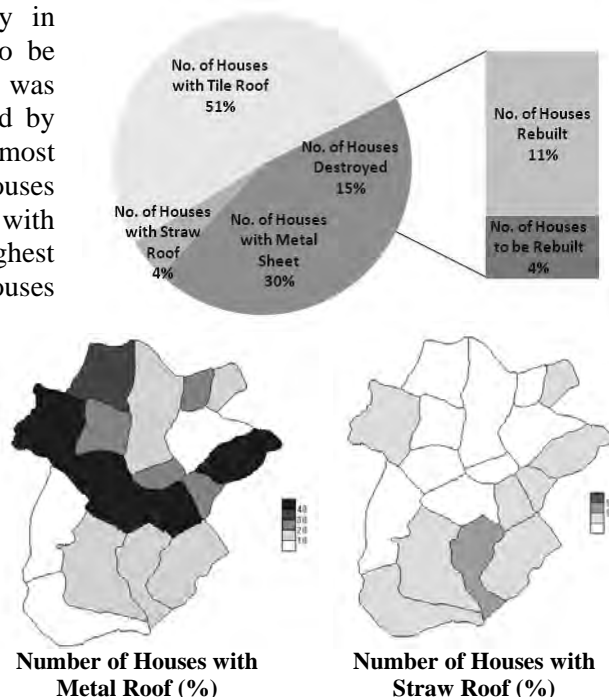 y in
o be
was
d by
most
ouses
with
ghest
ouses
No. of Houses
with Tile Roof
51%
No. of Houses
Destroyed
15%
No. of Houses
with Straw
Roof
4%
No. of Houses
with Metal
Sheet
30%
No. of Houses
Rebuilt
11%
No. of Houses
to be Rebuilt
4%
40
30
20
10
Number of Houses with
Metal Roof (%)
Number of Houses with
Straw Roof (%)